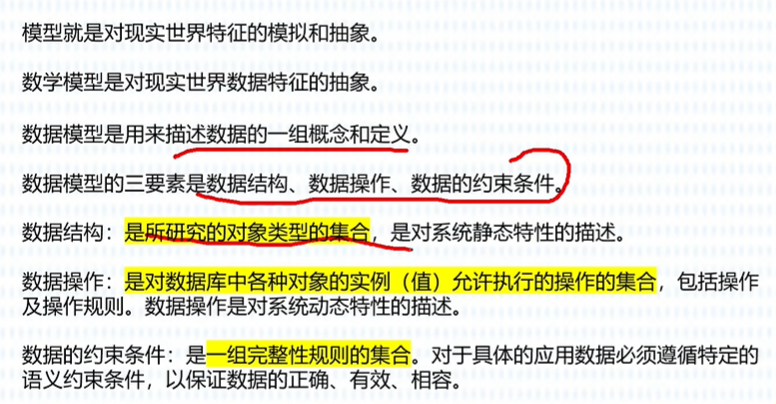 模型就是对现实世界特征的模拟和抽象。
数学模型是对现实世界数据特征的抽象。
数据模型是用来描述数据的一组概念和定义。
数据模型的三要素是数据结构、数据操作、数据的约束条件。
数据结构：是所研究的对象类型的集合，是对系统静态特性的描述。
数据操作：是对数据库中各种对象的实例（值）允许执行的操作的集合，包括操作
及操作规则。数据操作是对系统动态特性的描述。
数据的约束条件：是一组完整性规则的集合。对于具体的应用数据必须遵循特定的
语义约束条件，以保证数据的正确、有效、相容。